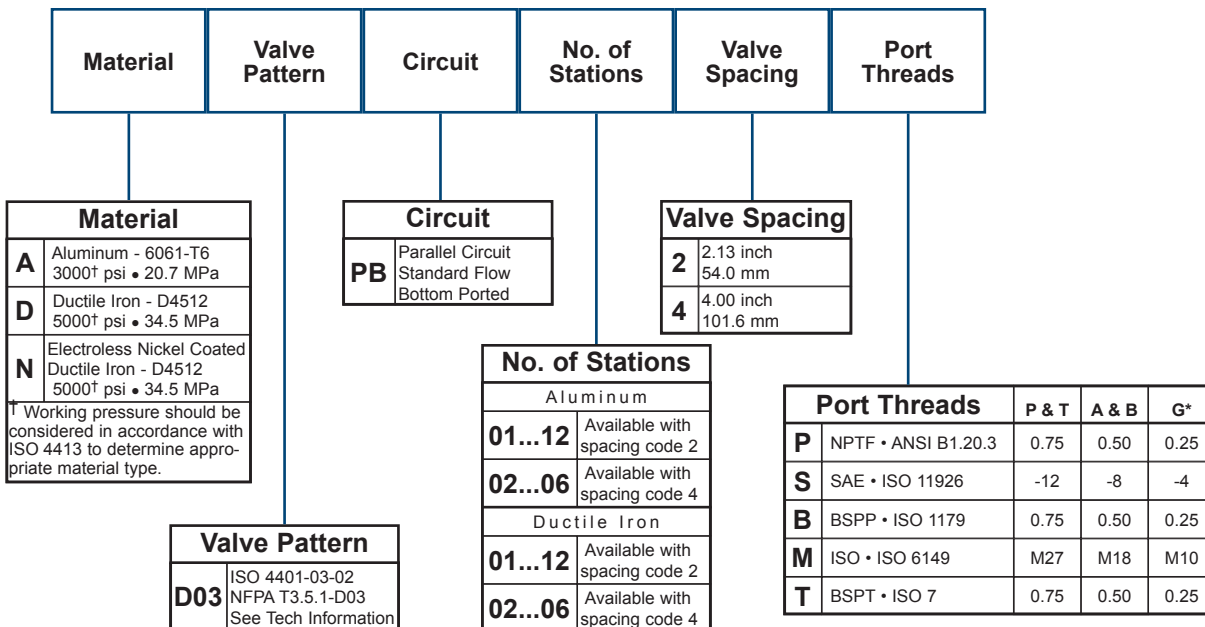 Material
Valve
Pattern
Circuit
No. of
Stations
Valve
Spacing
Port
Threads
Material
A
Aluminum - 6061-T6
3000† psi • 20.7 MPa
D
Ductile Iron - D4512
5000† psi • 34.5 MPa
N
Electroless Nickel Coated
Ductile Iron - D4512
5000† psi • 34.5 MPa
† Working pressure should be
considered in accordance with
ISO 4413 to determine appro-
priate material type.
Valve Pattern
D03
ISO 4401-03-02
NFPA T3.5.1-D03
See Tech Information
Circuit
PB
Parallel Circuit
Standard Flow
Bottom Ported
No. of Stations
Aluminum
01...12 Available with
spacing code 2
02...06 Available with
spacing code 4
Ductile Iron
01...12 Available with
spacing code 2
02...06 Available with
spacing code 4
Valve Spacing
2
2.13 inch
54.0 mm
4
4.00 inch
101.6 mm
Port Threads P & T A & B G*
P NPTF • ANSI B1.20.3 0.75 0.50 0.25
S SAE • ISO 11926 -12 -8 -4
B BSPP • ISO 1179 0.75 0.50 0.25
M ISO • ISO 6149 M27 M18 M10
T BSPT • ISO 7 0.75 0.50 0.25